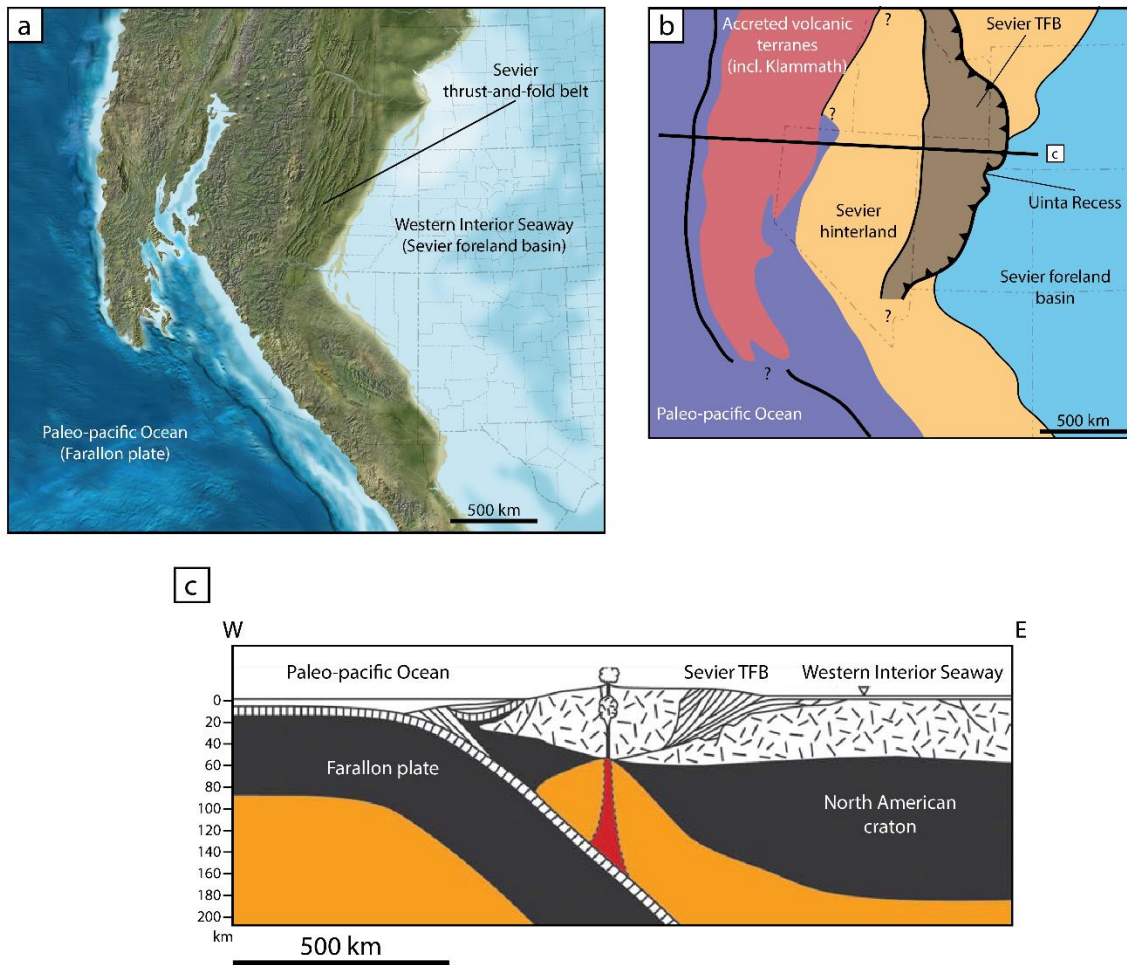 a
Sevier
thrust-and-fold belt
Western Interior Seaway
(Sevier foreland basin)
Paleo-pacific Ocean
(Farallon plate)
500 km
b
Accreted volcanic
terranes
(incl. Klammath)
?
Sevier TFB
?
c
Uinta Recess
Sevier
hinterland
Sevier foreland
basin
?
?
Paleo-pacific Ocean
500 km
c
W
E
Paleo-pacific Ocean
Sevier TFB
Western Interior Seaway
0
20
40
60
80
100
120
140
160
180
200
km
Farallon plate
North American
craton
500 km